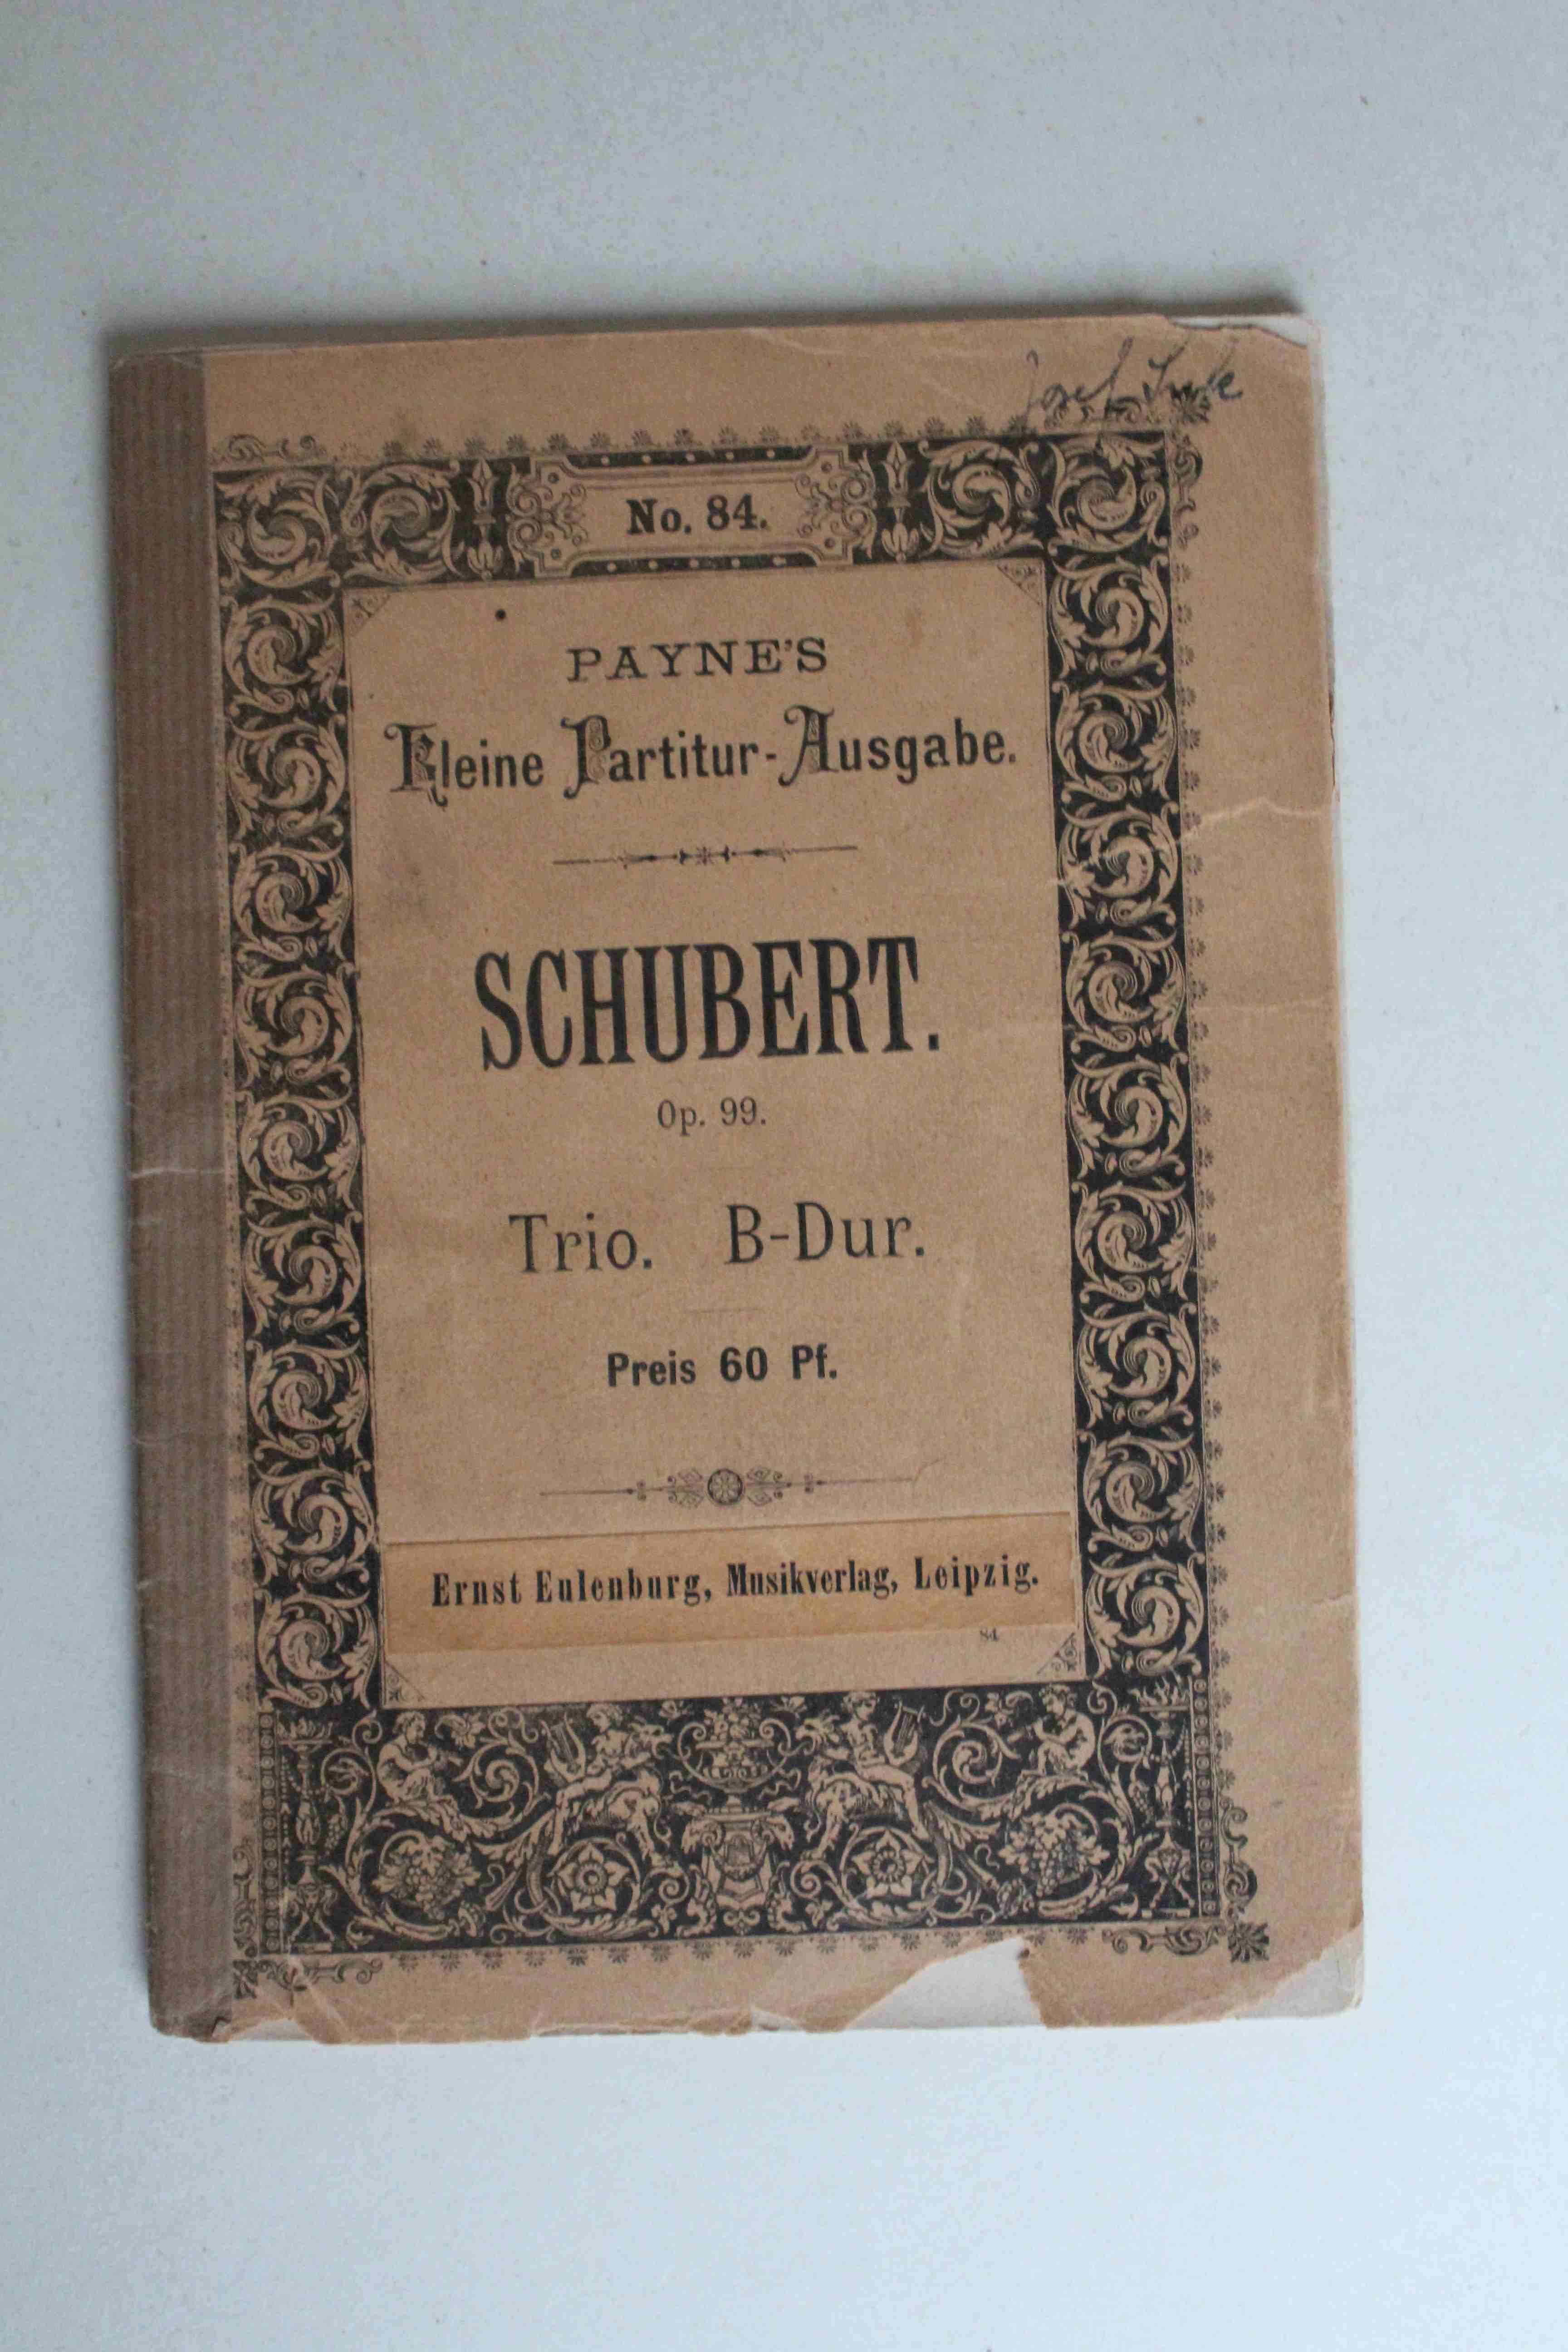 Josef
No. 84.
PAYNE'S
Kleine Partitur-Ausgabe.
SCHUBERT.
Op. 99.
Trio. B-Dur.
Preis 60 Pf.
Ernst Eulenburg, Musikverlag, Leipzig.
84